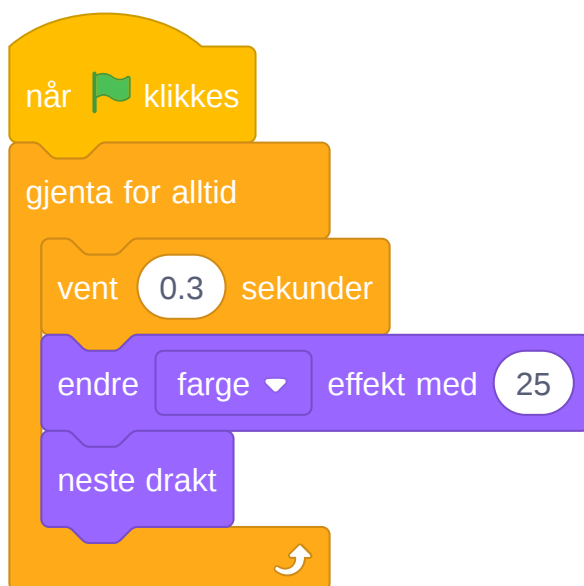 når klikkes
gjenta for alltid
vent 0.3 sekunder
endre farge effekt med 25
neste drakt